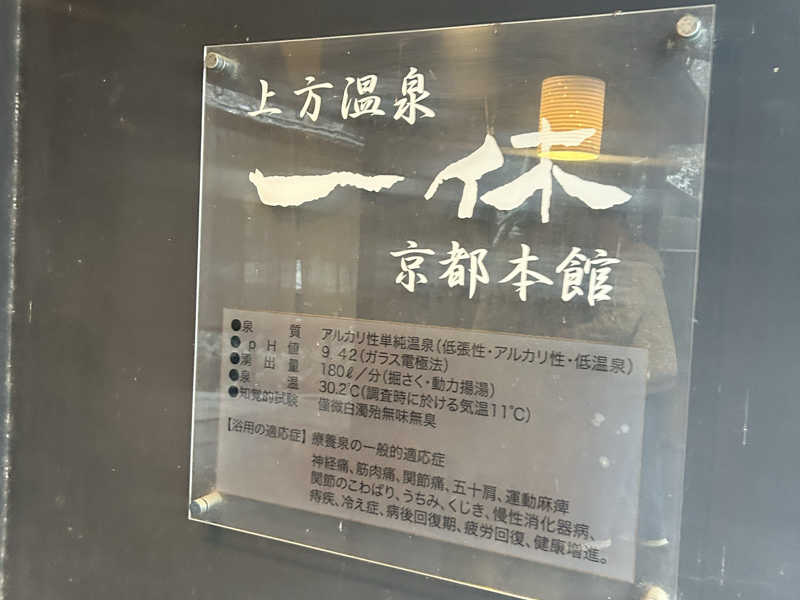 上方温泉
一休
京都本館
●泉質 アルカリ性単純温泉(低張性・アルカリ性・低温泉)
●pH値 9.42(ガラス電極法)
●湧出量 180ℓ/分(掘さく・動力揚湯)
●泉温 30.2℃(調査時に於ける気温11℃)
●知覚的試験 僅微白濁殆無味無臭
【浴用の適応症】療養泉の一般的適応症
神経痛、筋肉痛、関節痛、五十肩、運動麻痺
関節のこわばり、うちみ、くじき、慢性消化器病、
痔疾、冷え症、病後回復期、疲労回復、健康増進。